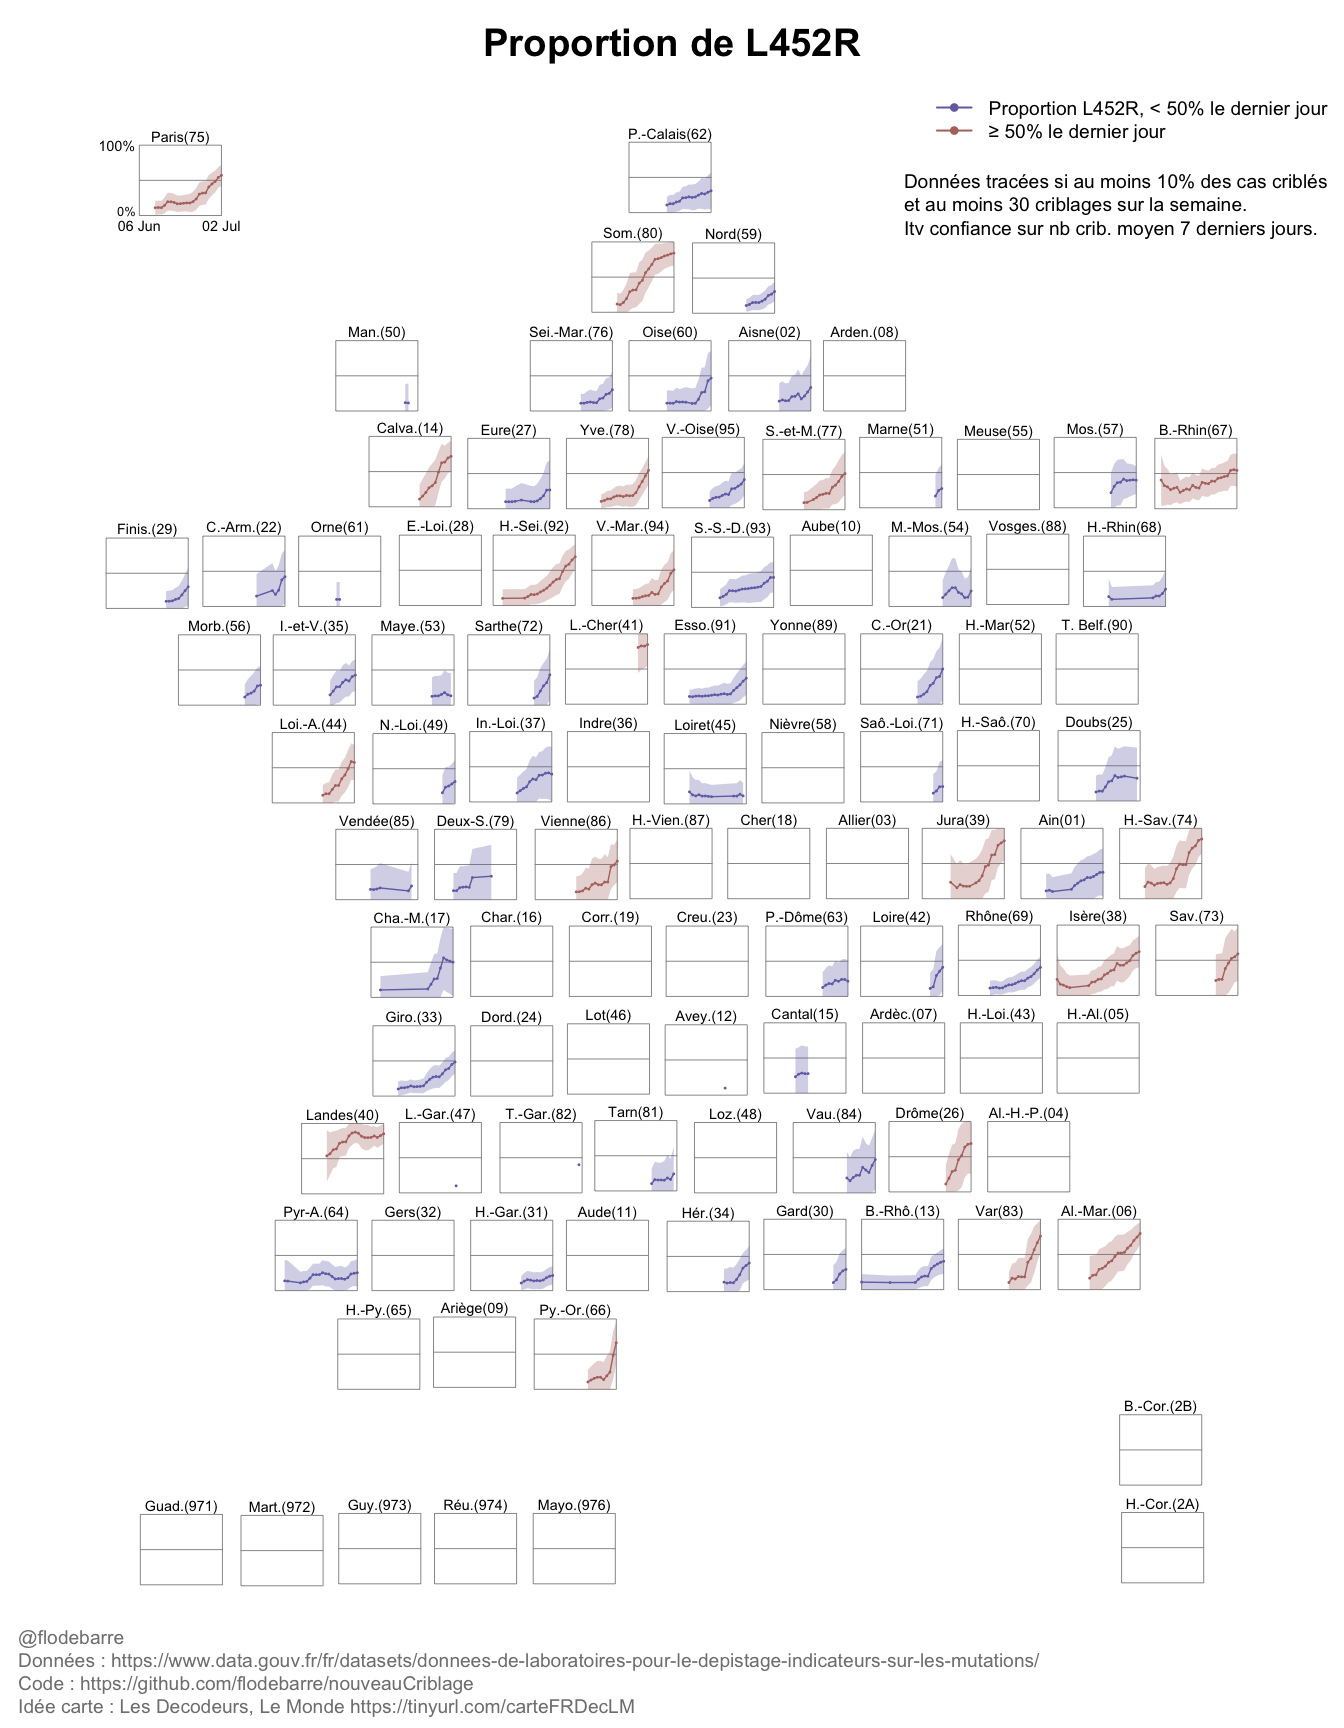 Proportion de L452R
Proportion L452R, < 50% le dernier jour
≥ 50% le dernier jour
Données tracées si au moins 10% des cas criblés
et au moins 30 criblages sur la semaine.
Itv confiance sur nb crib. moyen 7 derniers jours.
Paris(75)
100%
0%
06 Jun 02 Jul
P.-Calais(62)
Som.(80) Nord(59)
Man.(50) Sei.-Mar.(76) Oise(60) Aisne(02) Arden.(08)
Calva.(14) Eure(27) Yve.(78) V.-Oise(95) S.-et-M.(77) Marne(51) Meuse(55) Mos.(57) B.-Rhin(67)
Finis.(29) C.-Arm.(22) Orne(61) E.-Loi.(28) H.-Sei.(92) V.-Mar.(94) S.-S.-D.(93) Aube(10) M.-Mos.(54) Vosges.(88) H.-Rhin(68)
Morb.(56) I.-et-V.(35) Maye.(53) Sarthe(72) L.-Cher(41) Esso.(91) Yonne(89) C.-Or(21) H.-Mar(52) T. Belf.(90)
Loi.-A.(44) N.-Loi.(49) In.-Loi.(37) Indre(36) Loiret(45) Nièvre(58) Saô.-Loi.(71) H.-Saô.(70) Doubs(25)
Vendée(85) Deux-S.(79) Vienne(86) H.-Vien.(87) Cher(18) Allier(03) Jura(39) Ain(01) H.-Sav.(74)
Cha.-M.(17) Char.(16) Corr.(19) Creu.(23) P.-Dôme(63) Loire(42) Rhône(69) Isère(38) Sav.(73)
Giro.(33) Dord.(24) Lot(46) Avey.(12) Cantal(15) Ardèc.(07) H.-Loi.(43) H.-Al.(05)
Landes(40) L.-Gar.(47) T.-Gar.(82) Tarn(81) Loz.(48) Vau.(84) Drôme(26) Al.-H.-P.(04)
Pyr-A.(64) Gers(32) H.-Gar.(31) Aude(11) Hér.(34) Gard(30) B.-Rhô.(13) Var(83) Al.-Mar.(06)
H.-Py.(65) Ariège(09) Py.-Or.(66)
B.-Cor.(2B)
Guad.(971) Mart.(972) Guy.(973) Réu.(974) Mayo.(976) H.-Cor.(2A)
@flodebarre
Données : https://www.data.gouv.fr/fr/datasets/donnees-de-laboratoires-pour-le-depistage-indicateurs-sur-les-mutations/
Code : https://github.com/flodebarre/nouveauCriblage
Idée carte : Les Decodeurs, Le Monde https://tinyurl.com/carteFRDecLM